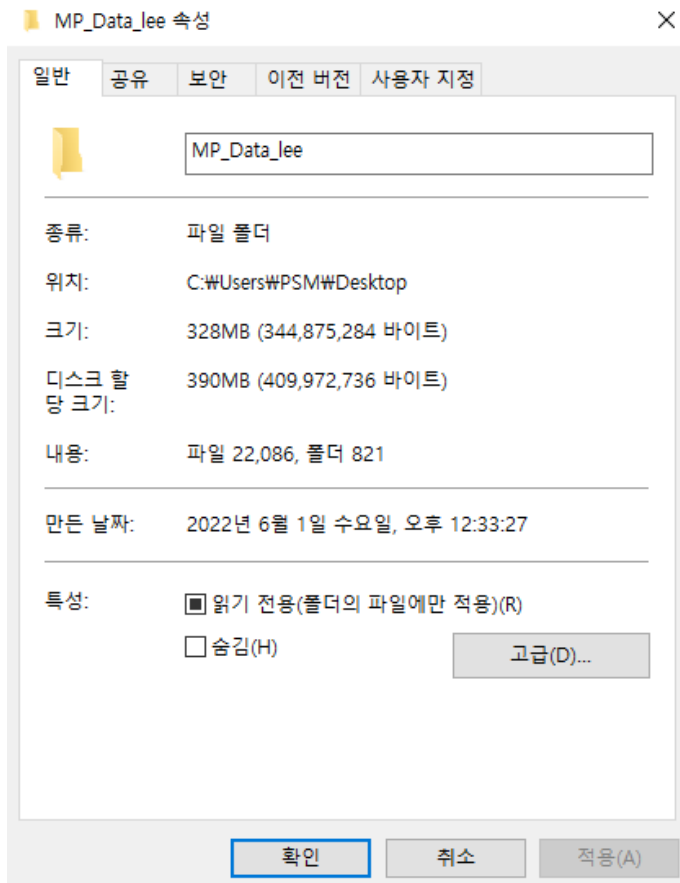 MP_Data_lee 속성
일반 공유 보안 이전 버전 사용자 지정
MP_Data_lee
종류: 파일 폴더
위치: C:₩Users₩PSM₩Desktop
크기: 328MB (344,875,284 바이트)
디스크 할 390MB (409,972,736 바이트)
당 크기:
내용: 파일 22,086, 폴더 821
만든 날짜: 2022년 6월 1일 수요일, 오후 12:33:27
특성: 읽기 전용(폴더의 파일에만 적용)(R)
숨김(H)
고급(D)...
확인 취소 적용(A)